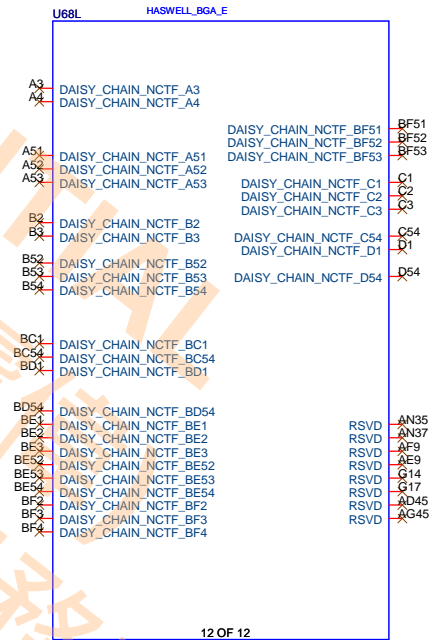 U68L HASWELL_BGA_E
A3 DAISY_CHAIN_NCTF_A3
A4 DAISY_CHAIN_NCTF_A4
A51 DAISY_CHAIN_NCTF_A51
A52 DAISY_CHAIN_NCTF_A52
A53 DAISY_CHAIN_NCTF_A53
B2 DAISY_CHAIN_NCTF_B2
B3 DAISY_CHAIN_NCTF_B3
B52 DAISY_CHAIN_NCTF_B52
B53 DAISY_CHAIN_NCTF_B53
B54 DAISY_CHAIN_NCTF_B54
BC1 DAISY_CHAIN_NCTF_BC1
BC54 DAISY_CHAIN_NCTF_BC54
BD1 DAISY_CHAIN_NCTF_BD1
BD54 DAISY_CHAIN_NCTF_BD54
BE1 DAISY_CHAIN_NCTF_BE1
BE2 DAISY_CHAIN_NCTF_BE2
BE3 DAISY_CHAIN_NCTF_BE3
BE52 DAISY_CHAIN_NCTF_BE52
BE53 DAISY_CHAIN_NCTF_BE53
BE54 DAISY_CHAIN_NCTF_BE54
BF2 DAISY_CHAIN_NCTF_BF2
BF3 DAISY_CHAIN_NCTF_BF3
BF4 DAISY_CHAIN_NCTF_BF4
DAISY_CHAIN_NCTF_BF51 BF51
DAISY_CHAIN_NCTF_BF52 BF52
DAISY_CHAIN_NCTF_BF53 BF53
DAISY_CHAIN_NCTF_C1 C1
DAISY_CHAIN_NCTF_C2 C2
DAISY_CHAIN_NCTF_C3 C3
DAISY_CHAIN_NCTF_C54 C54
DAISY_CHAIN_NCTF_D1 D1
DAISY_CHAIN_NCTF_D54 D54
RSVD AN35
RSVD AN37
RSVD AF9
RSVD AE9
RSVD G14
RSVD G17
RSVD AD45
RSVD AG45
12 OF 12